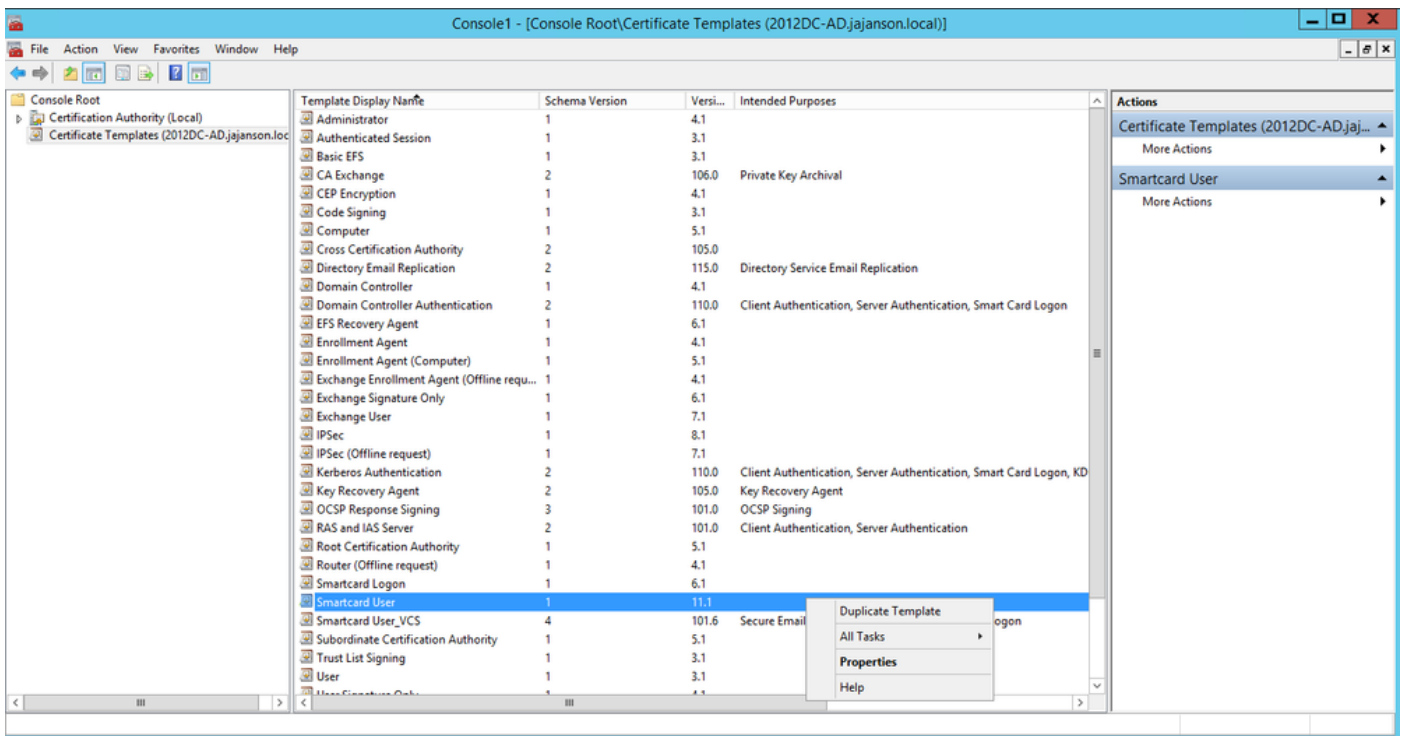 Console1 - [Console Root\Certificate Templates (2012DC-AD.jajanson.local)]
File Action View Favorites Window Help
Console Root
Certification Authority (Local)
Certificate Templates (2012DC-AD.jajanson.loc
Template Display Name Schema Version Versi... Intended Purposes
Administrator 1 4.1
Authenticated Session 1 3.1
Basic EFS 1 3.1
CA Exchange 2 106.0 Private Key Archival
CEP Encryption 1 4.1
Code Signing 1 3.1
Computer 1 5.1
Cross Certification Authority 2 105.0
Directory Email Replication 2 115.0 Directory Service Email Replication
Domain Controller 1 4.1
Domain Controller Authentication 2 110.0 Client Authentication, Server Authentication, Smart Card Logon
EFS Recovery Agent 1 6.1
Enrollment Agent 1 4.1
Enrollment Agent (Computer) 1 5.1
Exchange Enrollment Agent (Offline requ... 1 4.1
Exchange Signature Only 1 6.1
Exchange User 1 7.1
IPSec 1 8.1
IPSec (Offline request) 1 7.1
Kerberos Authentication 2 110.0 Client Authentication, Server Authentication, Smart Card Logon, KD
Key Recovery Agent 2 105.0 Key Recovery Agent
OCSP Response Signing 3 101.0 OCSP Signing
RAS and IAS Server 2 101.0 Client Authentication, Server Authentication
Root Certification Authority 1 5.1
Router (Offline request) 1 4.1
Smartcard Logon 1 6.1
Smartcard User 1 11.1
Smartcard User_VCS 4 101.6 Secure Email ogon
Subordinate Certification Authority 1 5.1
Trust List Signing 1 3.1
User 1 3.1
Duplicate Template
All Tasks
Properties
Help
Actions
Certificate Templates (2012DC-AD.jaj...
More Actions
Smartcard User
More Actions